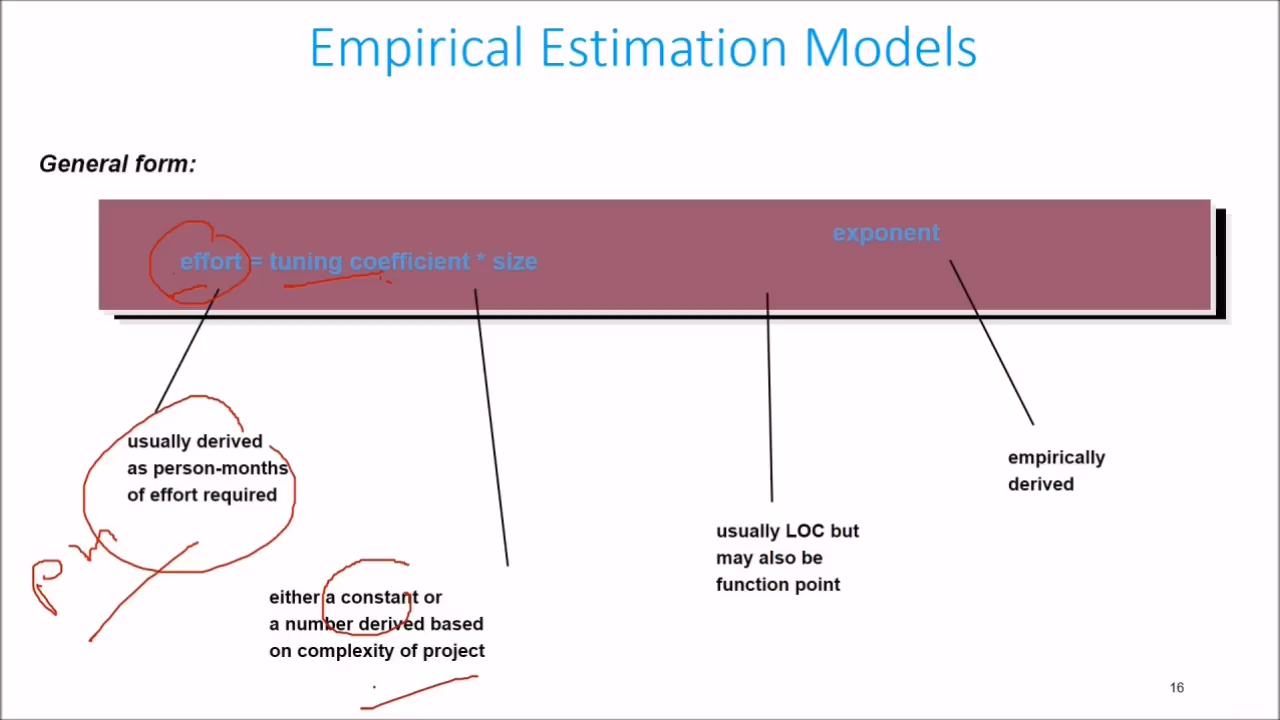 Empirical Estimation Models
General form:
exponent
effort = tuning coefficient * size
usually derived
as person-months
of effort required
empirically
derived
usually LOC but
may also be
function point
either a constant or
a number derived based
on complexity of project
Pm
16